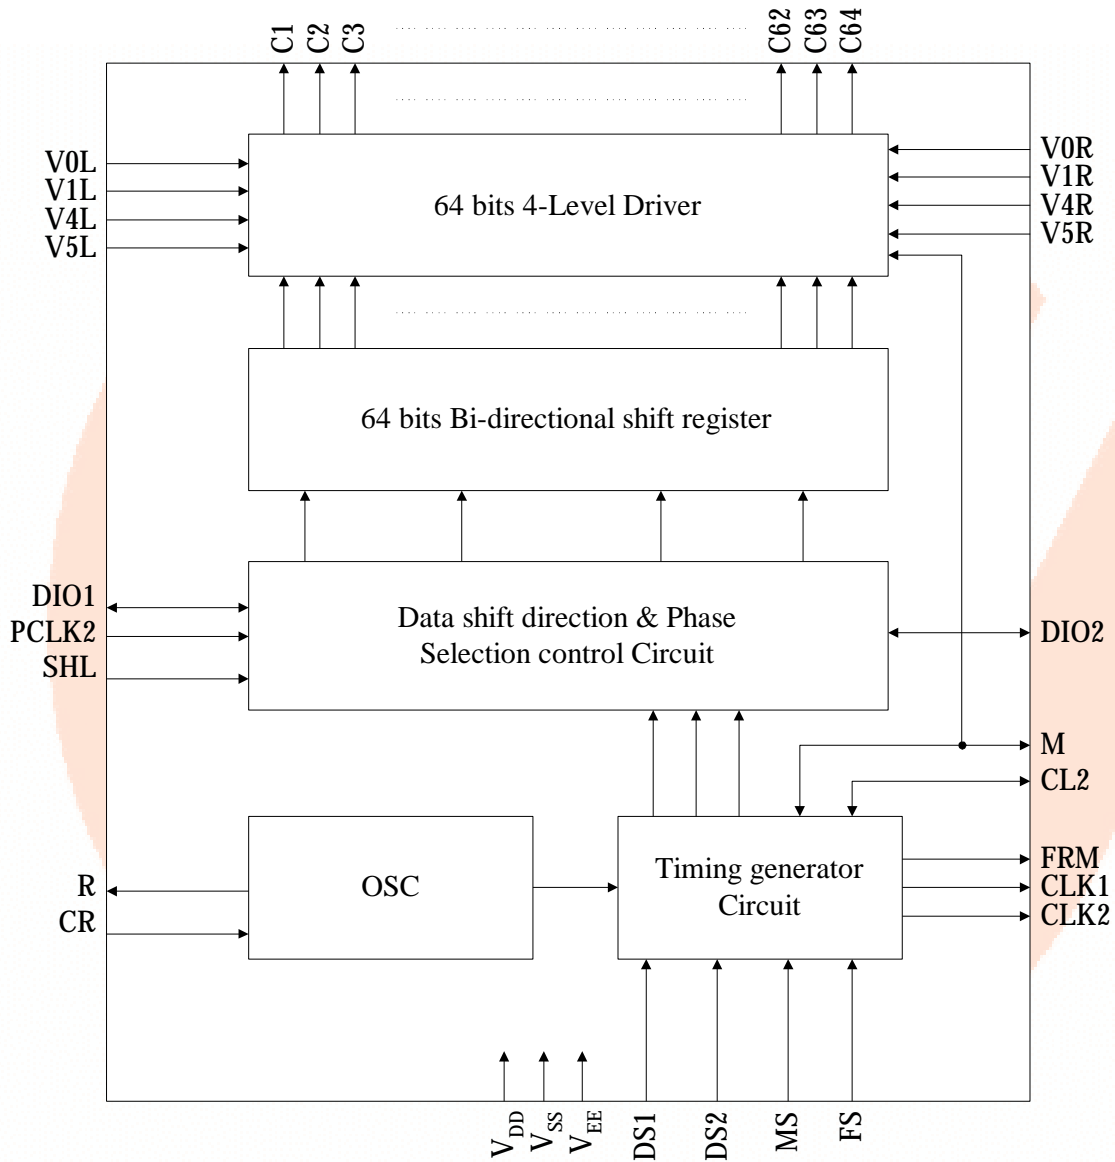 C1 C2 C3 C62 C63 C64
V0L
V1L
V4L
V5L
64 bits 4-Level Driver
V0R
V1R
V4R
V5R
64 bits Bi-directional shift register
DIO1
PCLK2
SHL
Data shift direction & Phase
Selection control Circuit
DIO2
M
CL2
R
CR
OSC
Timing generator
Circuit
FRM
CLK1
CLK2
VDD VSS VEE DS1 DS2 MS FS